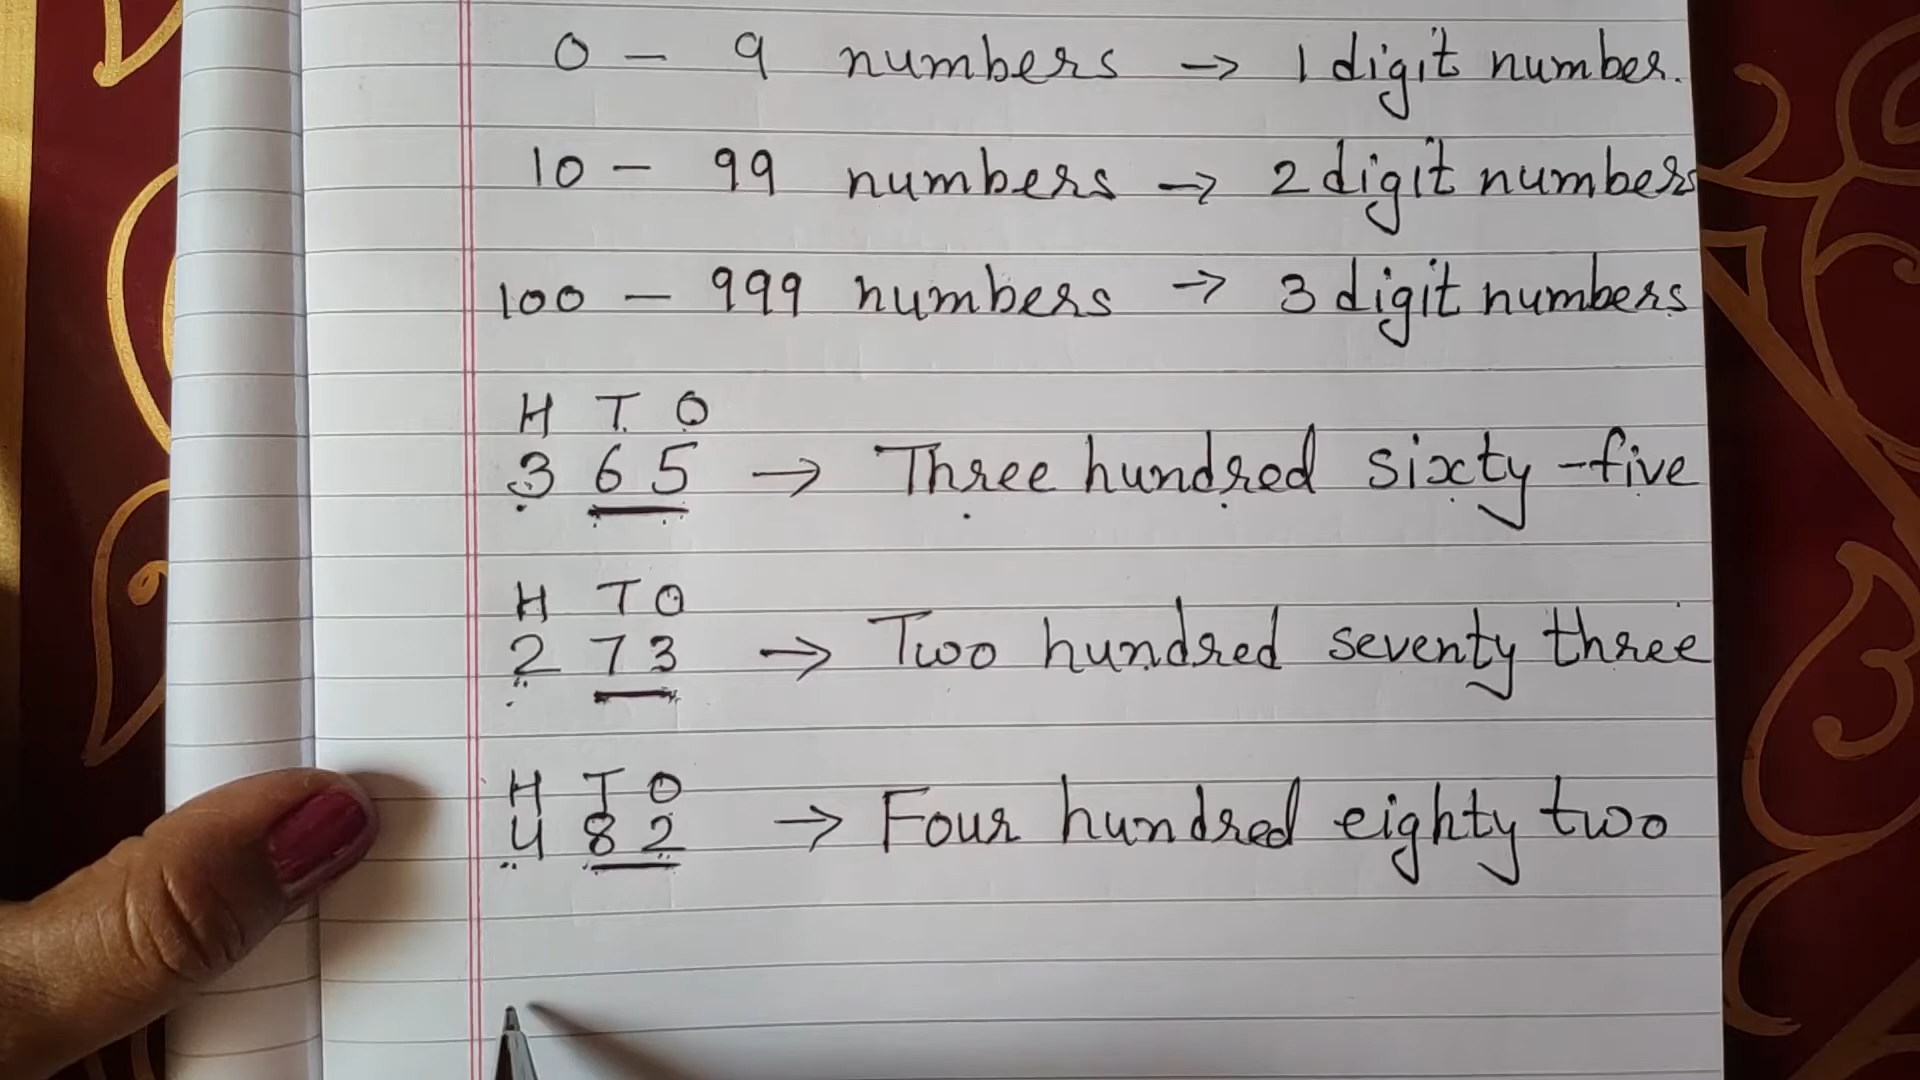 0 - 9 numbers → 1 digit number.
10 - 99 numbers → 2 digit numbers
100 - 999 numbers → 3 digit numbers
H T O
3 6 5 → Three hundred sixty-five
H T O
2 7 3 → Two hundred seventy three
H T O
4 8 2 → Four hundred eighty two